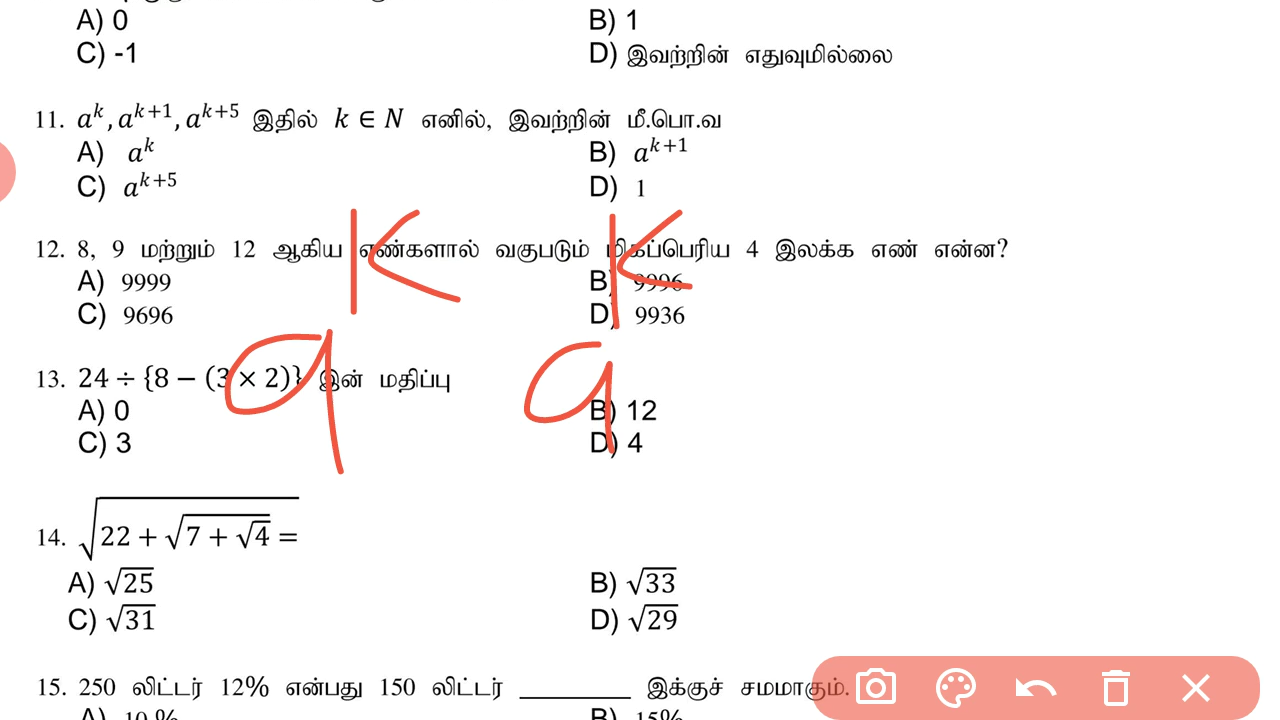 A) 0 B) 1
C) -1 D) இவற்றின் எதுவுமில்லை
11. a^k, a^{k+1}, a^{k+5} இதில் k ∈ N எனில், இவற்றின் மீ.பொ.வ
A) a^k B) a^{k+1}
C) a^{k+5} D) 1
12. 8, 9 மற்றும் 12 ஆகிய எண்களால் வகுபடும் மிகப்பெரிய 4 இலக்க எண் என்ன?
A) 9999 B) 9996
C) 9696 D) 9936
13. 24 ÷ {8 − (3 × 2)} இன் மதிப்பு
A) 0 B) 12
C) 3 D) 4
a^k a^k
14. √(22 + √(7 + √4)) =
A) √25 B) √33
C) √31 D) √29
15. 250 லிட்டர் 12% என்பது 150 லிட்டர் ________ இக்குச் சமமாகும்.
A) 10 % B) 15%